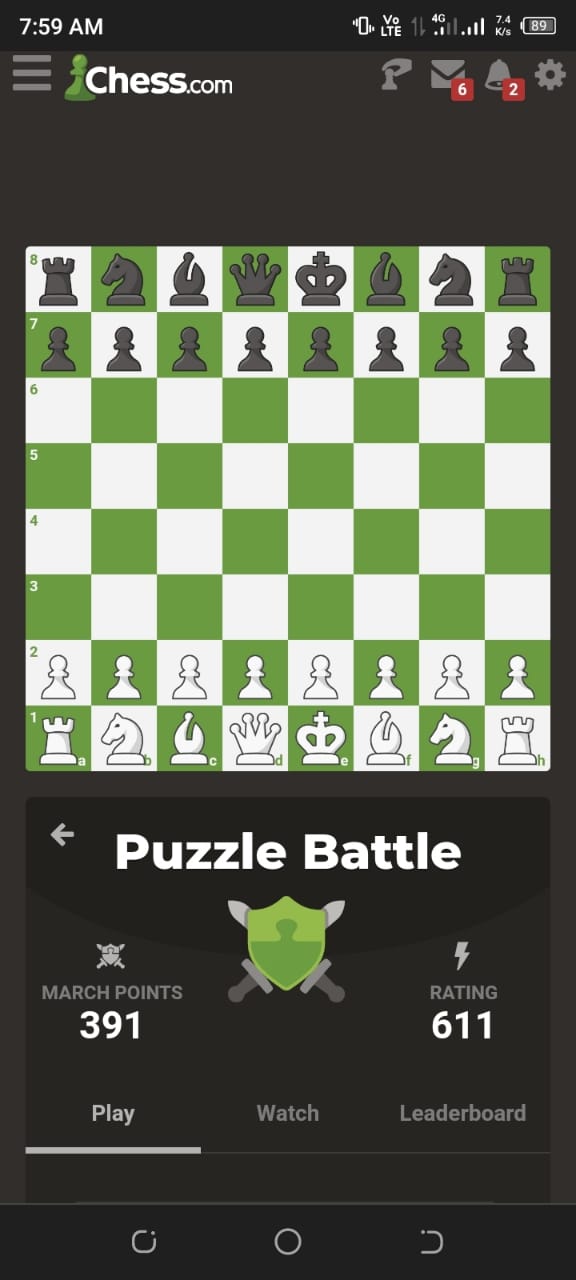 7:59 AM
Vo LTE 4G 7.4 K/s 89
Chess.com
6 2
8
7
6
5
4
3
2
1 a b c d e f g h
Puzzle Battle
MARCH POINTS
391
RATING
611
Play Watch Leaderboard